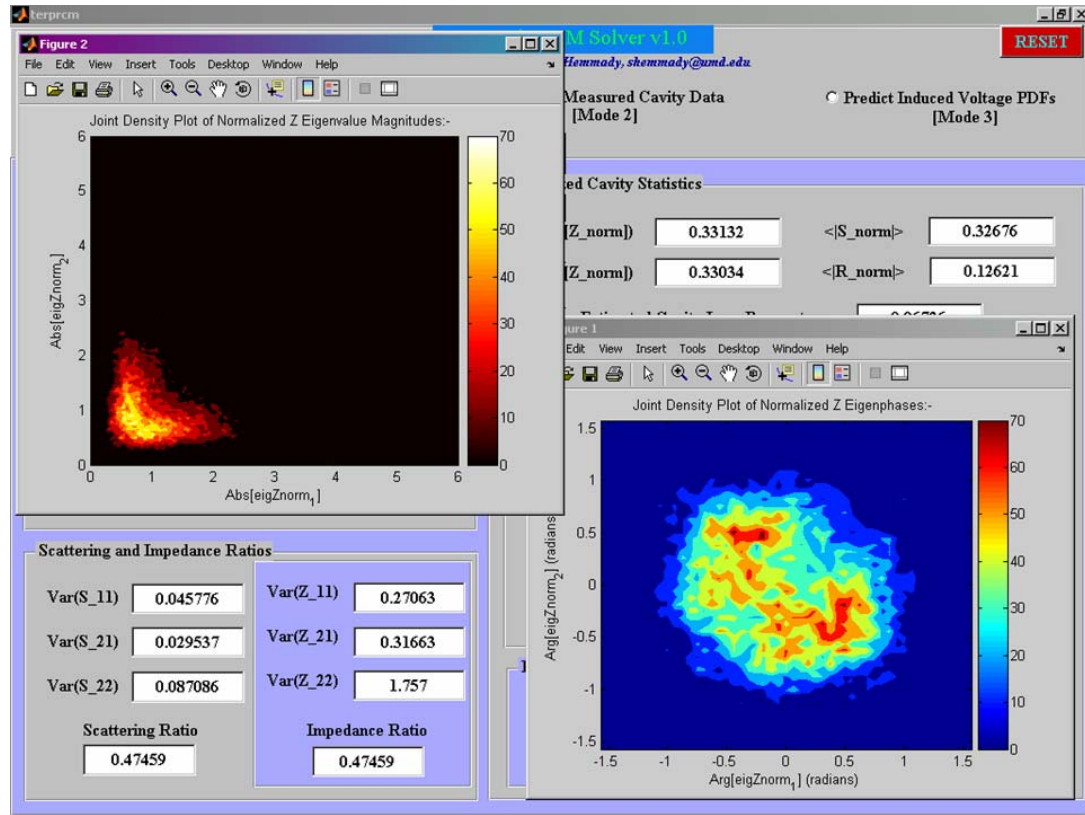 terprcm
Figure 2
M Solver v1.0
RESET
File Edit View Insert Tools Desktop Window Help
Hemmady, shemmady@umd.edu
Measured Cavity Data
[Mode 2]
Predict Induced Voltage PDFs
[Mode 3]
Joint Density Plot of Normalized Z Eigenvalue Magnitudes:-
6
5
4
3
2
1
0
Abs[eigZnorm2]
0 1 2 3 4 5 6
Abs[eigZnorm1]
70
60
50
40
30
20
10
0
ed Cavity Statistics
[Z_norm]) 0.33132 <|S_norm|> 0.32676
[Z_norm]) 0.33034 <|R_norm|> 0.12621
gure 1
Edit View Insert Tools Desktop Window Help
Joint Density Plot of Normalized Z Eigenphases:-
1.5
1
0.5
0
-0.5
-1
-1.5
Arg[eigZnorm2] (radians
-1.5 -1 -0.5 0 0.5 1 1.5
Arg[eigZnorm1] (radians)
70
60
50
40
30
20
10
0
Scattering and Impedance Ratios
Var(S_11) 0.045776 Var(Z_11) 0.27063
Var(S_21) 0.029537 Var(Z_21) 0.31663
Var(S_22) 0.087086 Var(Z_22) 1.757
Scattering Ratio Impedance Ratio
0.47459 0.47459